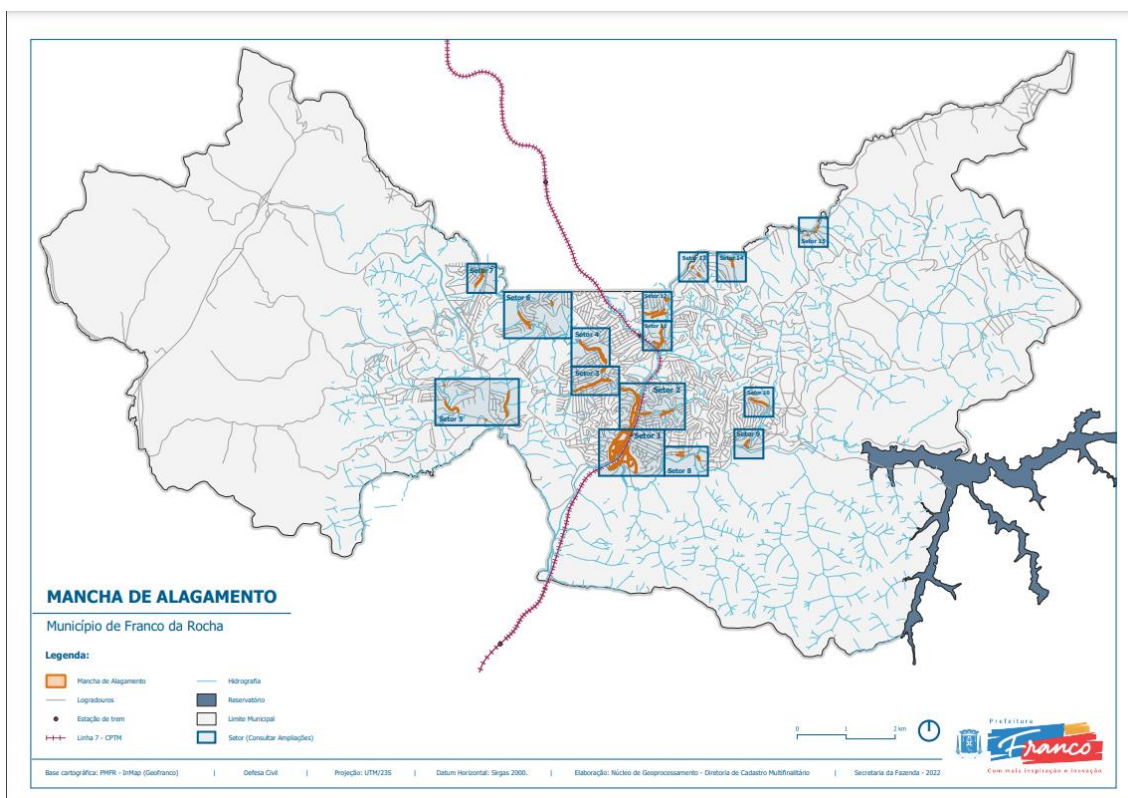 Setor 15
Setor 13
Setor 14
Setor 7
Setor 6
Setor 4
Setor 3
Setor 2
Setor 5
Setor 10
Setor 1
Setor 9
Setor 8
MANCHA DE ALAGAMENTO
Município de Franco da Rocha
Legenda:
Mancha de Alagamento
Hidrografia
Logradouros
Reservatório
Estação de trem
Limite Municipal
Linha 7 - CPTM
Setor (Consultar Ampliações)
0 1 2 km
Prefeitura
Franco
Com mais inspiração e inovação
Base cartográfica: PMFR - InMap (Geofranco) | Defesa Civil | Projeção: UTM/23S | Datum Horizontal: Sirgas 2000. | Elaboração: Núcleo de Geoprocessamento - Diretoria de Cadastro Multifinalitário | Secretaria da Fazenda - 2022